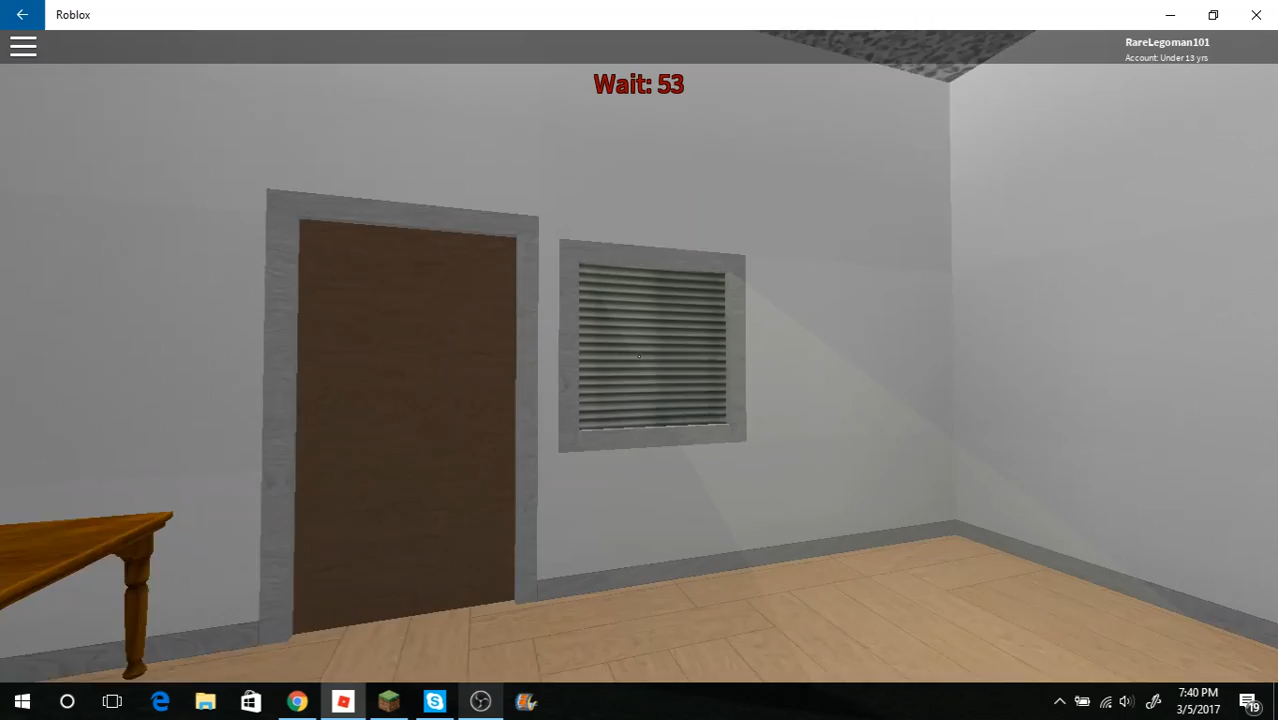 Roblox
RareLegoman101
Account: Under 13 yrs
Wait: 53
7:40 PM
3/5/2017
19